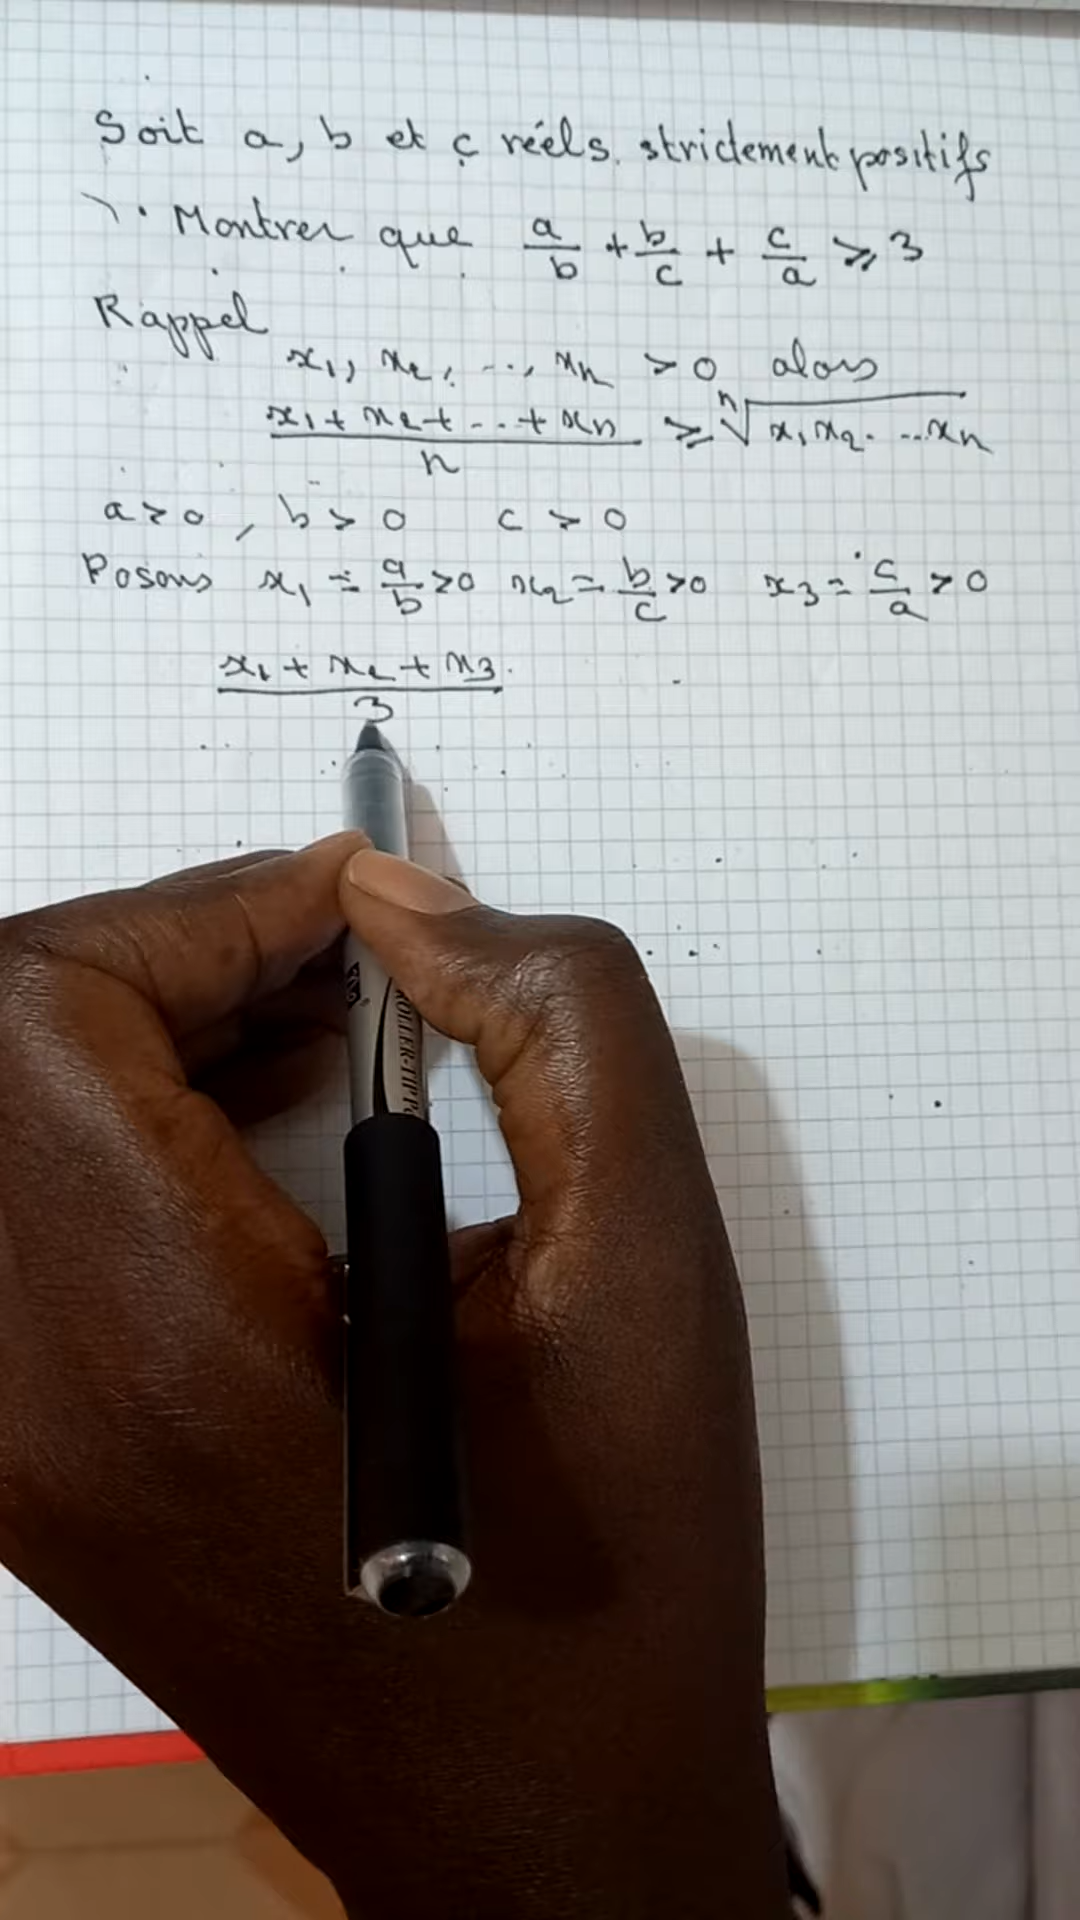 Soit a, b et c réels strictement positifs
1. Montrer que a/b + b/c + c/a ⩾ 3
Rappel
x₁, x₂, ..., xₙ > 0 alors
(x₁ + x₂ + ... + xₙ)/n ⩾ ⁿ√(x₁x₂...xₙ)
a > 0, b > 0 c > 0
Posons x₁ = a/b > 0 x₂ = b/c > 0 x₃ = c/a > 0
(x₁ + x₂ + x₃)/3